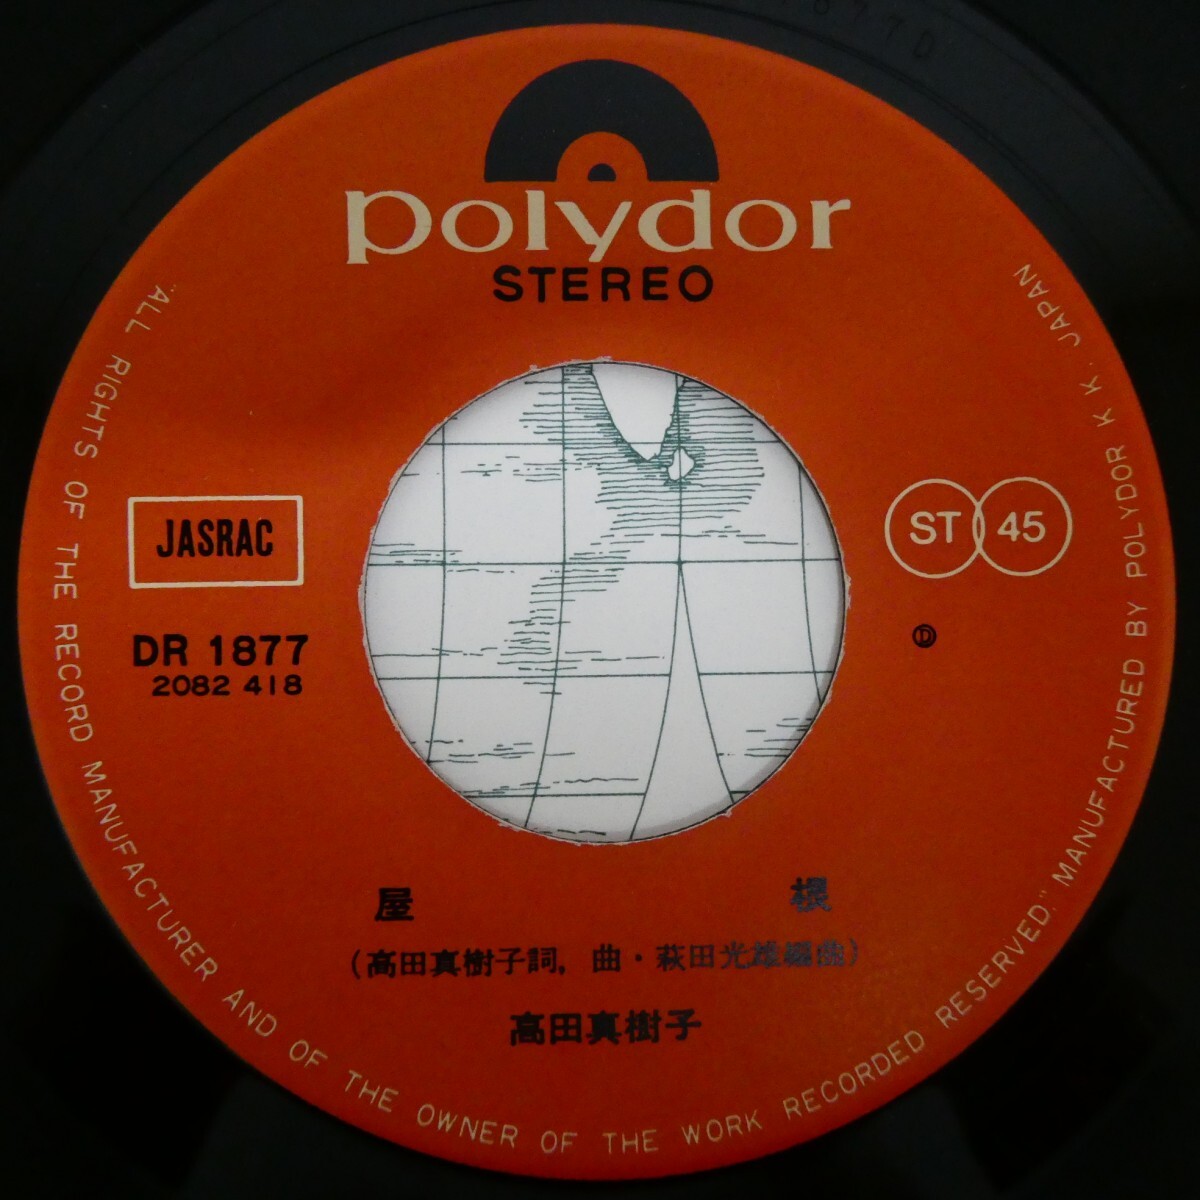 polydor
STEREO
"ALL RIGHTS OF THE RECORD MANUFACTURER AND OF THE OWNER OF THE WORK RECORDED RESERVED." MANUFACTURED BY POLYDOR K K. JAPAN
JASRAC
ST 45
DR 1877
2082 418
Ⓓ
屋 根
(高田真樹子詞, 曲・萩田光雄編曲)
高田真樹子